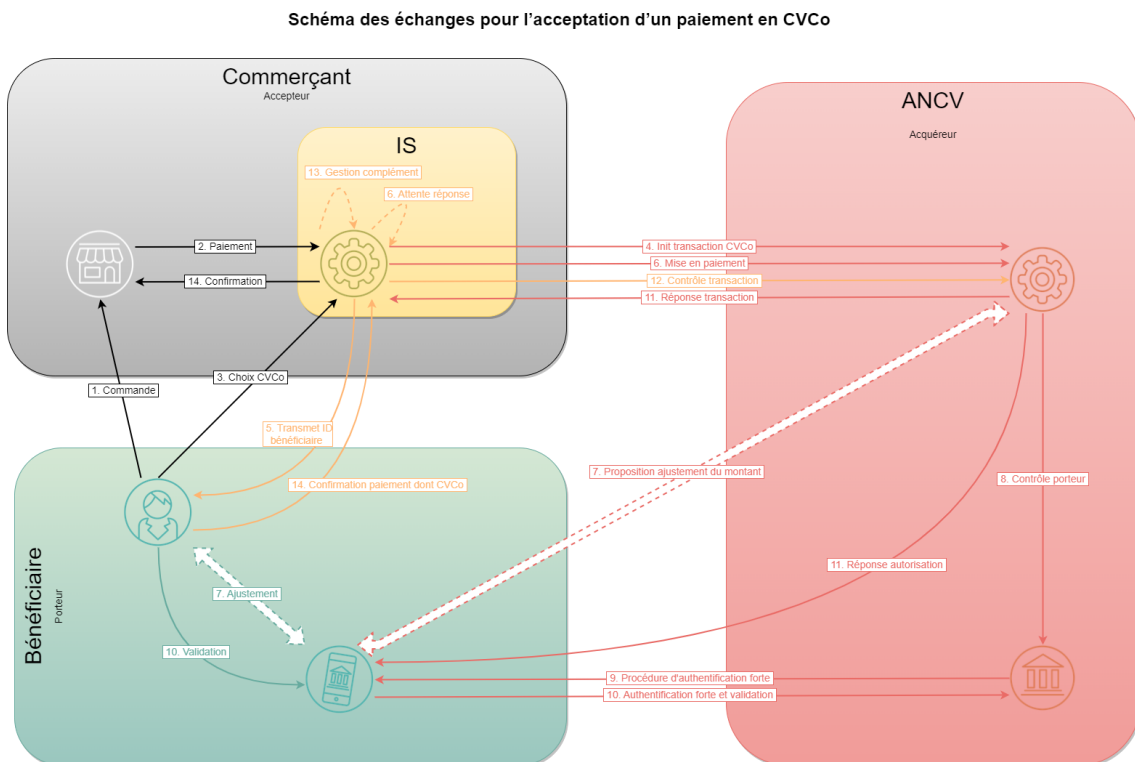 Schéma des échanges pour l'acceptation d'un paiement en CVCo
Commerçant
Accepteur
ANCV
Acquéreur
IS
13. Gestion complément
6. Attente réponse
2. Paiement
4. Init transaction CVCo
6. Mise en paiement
14. Confirmation
12. Contrôle transaction
11. Réponse transaction
3. Choix CVCo
1. Commande
5. Transmet ID
bénéficiaire
7. Proposition ajustement du montant
14. Confirmation paiement dont CVCo
8. Contrôle porteur
11. Réponse autorisation
Bénéficiaire
Porteur
7. Ajustement
10. Validation
9. Procédure d'authentification forte
10. Authentification forte et validation